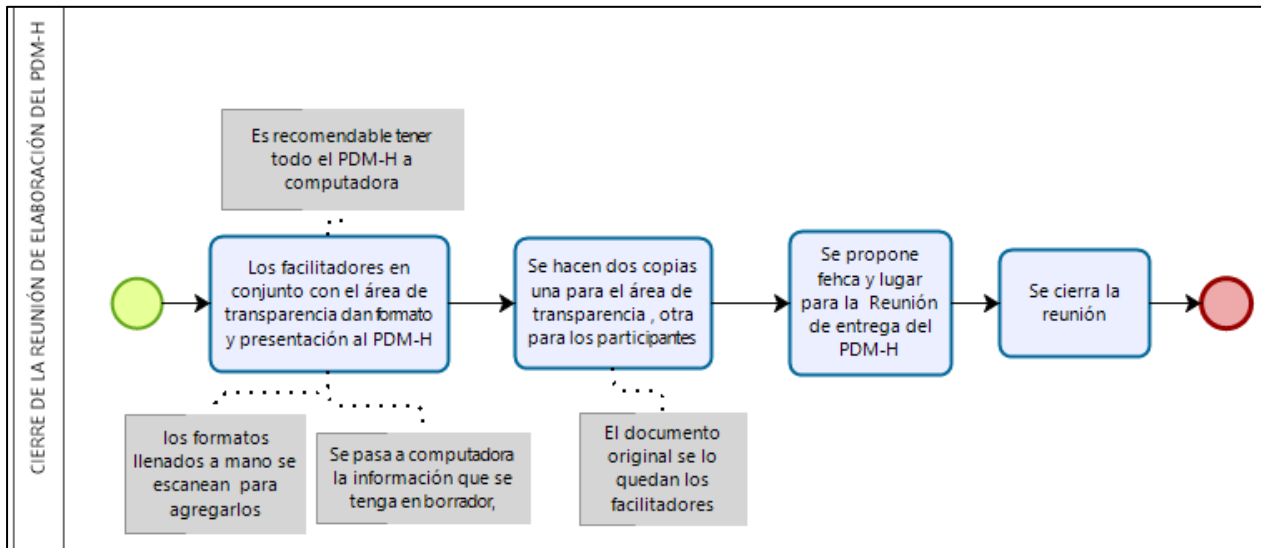 CIERRE DE LA REUNIÓN DE ELABORACIÓN DEL PDM-H
Es recomendable tener
todo el PDM-H a
computadora
Los facilitadores en
conjunto con el área de
transparencia dan formato
y presentación al PDM-H
Se hacen dos copias
una para el área de
transparencia , otra
para los participantes
Se propone
fehca y lugar
para la Reunión
de entrega del
PDM-H
Se cierra la
reunión
los formatos
llenados a mano se
escanean para
agregarlos
Se pasa a computadora
la información que se
tenga en borrador,
El documento
original se lo
quedan los
facilitadores